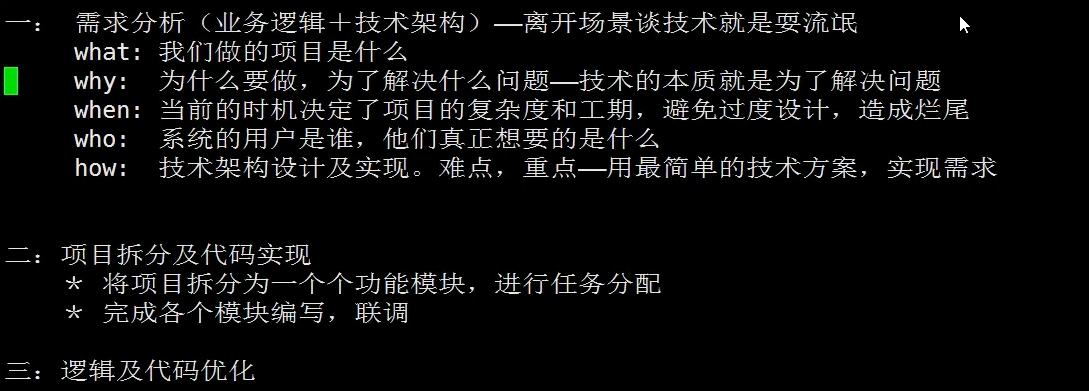 一： 需求分析（业务逻辑＋技术架构）——离开场景谈技术就是耍流氓
what: 我们做的项目是什么
why: 为什么要做，为了解决什么问题——技术的本质就是为了解决问题
when: 当前的时机决定了项目的复杂度和工期，避免过度设计，造成烂尾
who: 系统的用户是谁，他们真正想要的是什么
how: 技术架构设计及实现。难点，重点——用最简单的技术方案，实现需求
二：项目拆分及代码实现
* 将项目拆分为一个个功能模块，进行任务分配
* 完成各个模块编写，联调
三：逻辑及代码优化